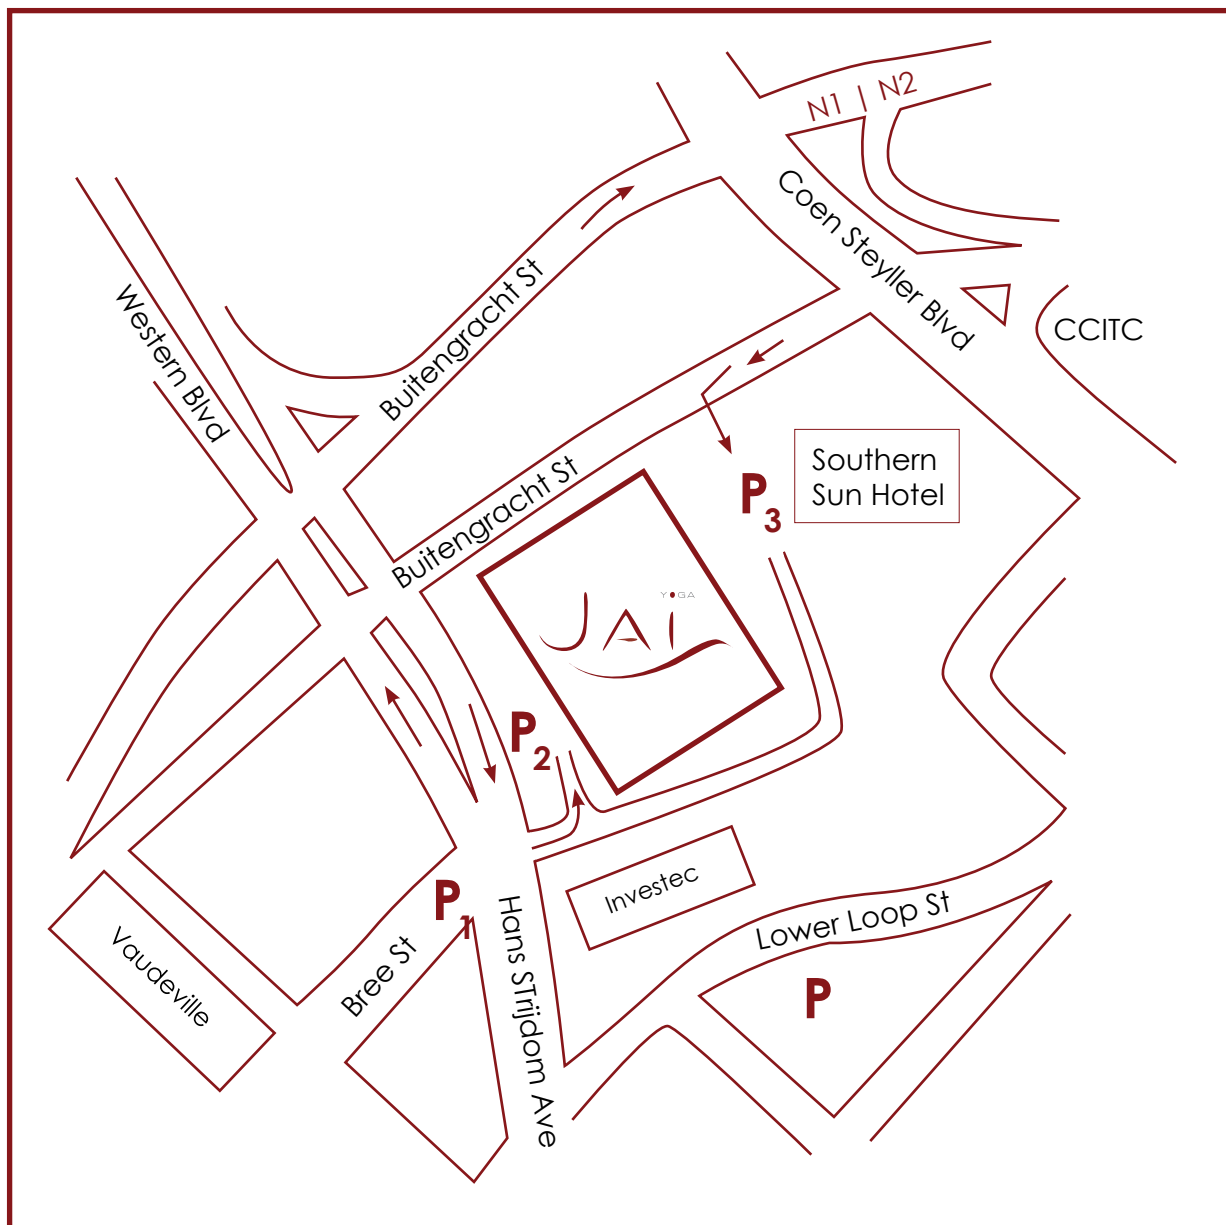 N1 | N2
Coen Steyller Blvd
Western Blvd
Buitengracht St
CCITC
Buitengracht St
Southern
Sun Hotel
P3
YOGA
JAI
P2
P1
Investec
Hans STrijdom Ave
Lower Loop St
Bree St
Vaudeville
P